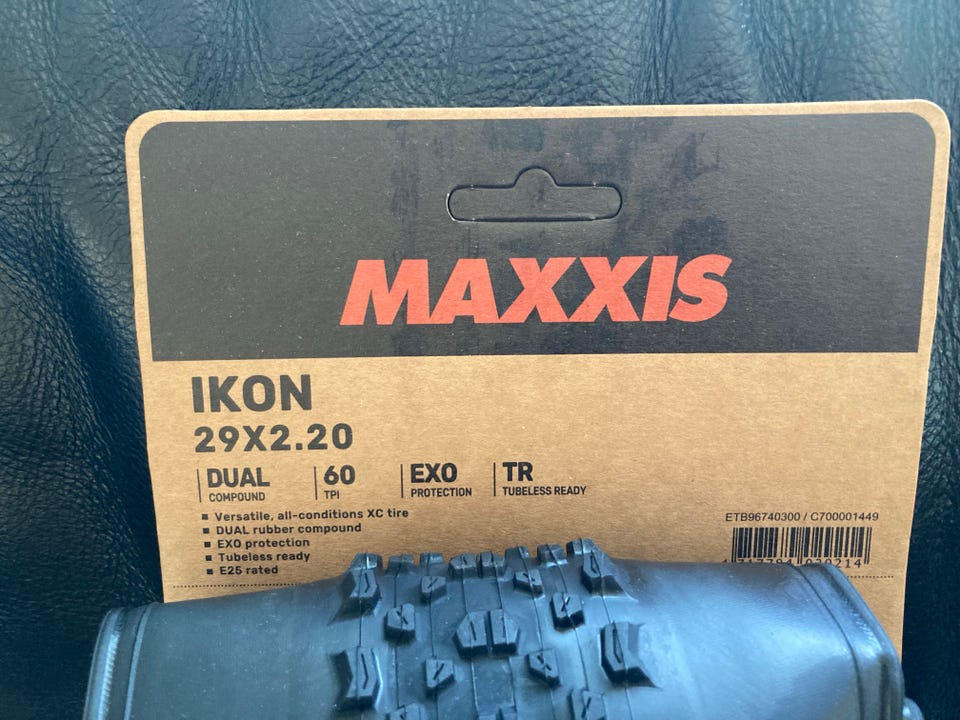 MAXXIS
IKON
29X2.20
DUAL COMPOUND
60 TPI
EXO PROTECTION
TR TUBELESS READY
■ Versatile, all-conditions XC tire
■ DUAL rubber compound
■ EXO protection
■ Tubeless ready
■ E25 rated
ETB96740300 / C700001449